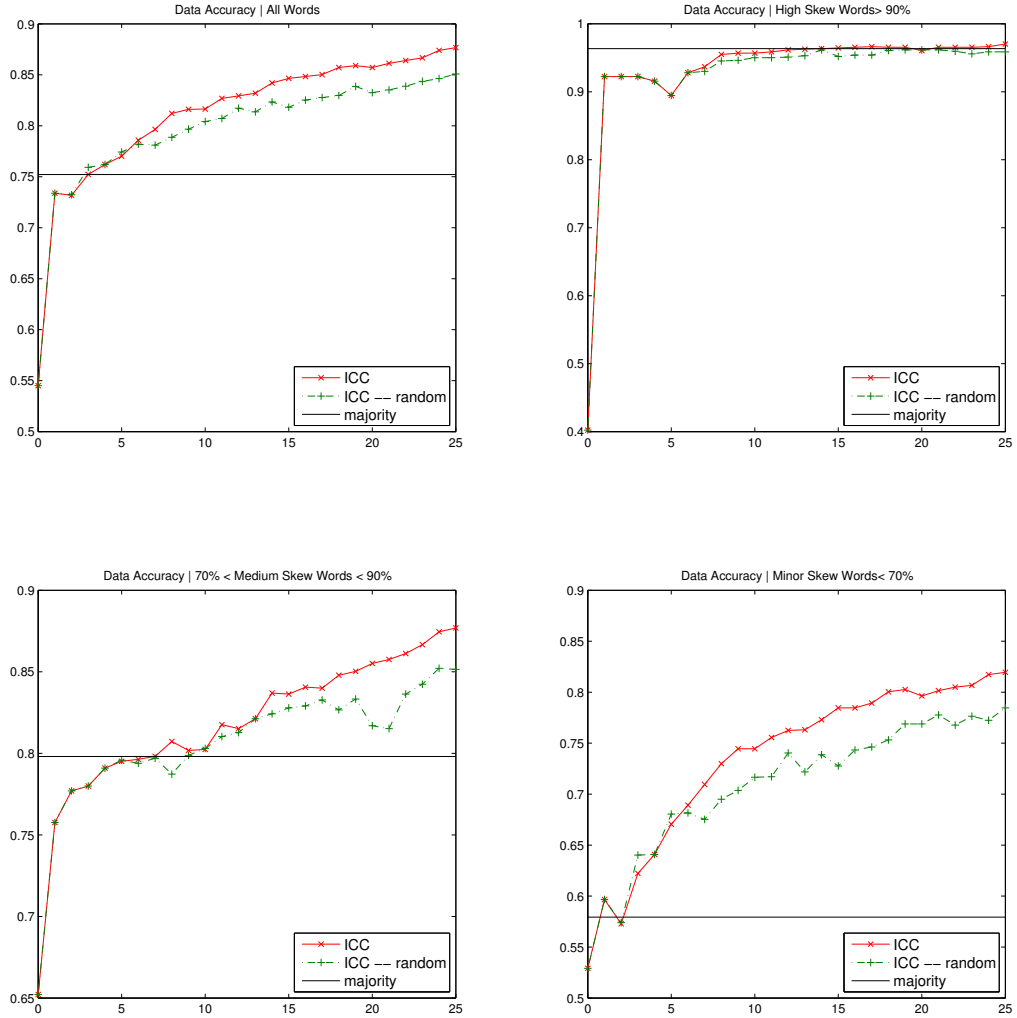 Data Accuracy | All Words
0.9
0.85
0.8
0.75
0.7
0.65
0.6
0.55
0.5
0 5 10 15 20 25
ICC
ICC −− random
majority
Data Accuracy | High Skew Words> 90%
1
0.9
0.8
0.7
0.6
0.5
0.4
0 5 10 15 20 25
ICC
ICC −− random
majority
Data Accuracy | 70% < Medium Skew Words < 90%
0.9
0.85
0.8
0.75
0.7
0.65
0 5 10 15 20 25
ICC
ICC −− random
majority
Data Accuracy | Minor Skew Words< 70%
0.9
0.85
0.8
0.75
0.7
0.65
0.6
0.55
0.5
0 5 10 15 20 25
ICC
ICC −− random
majority